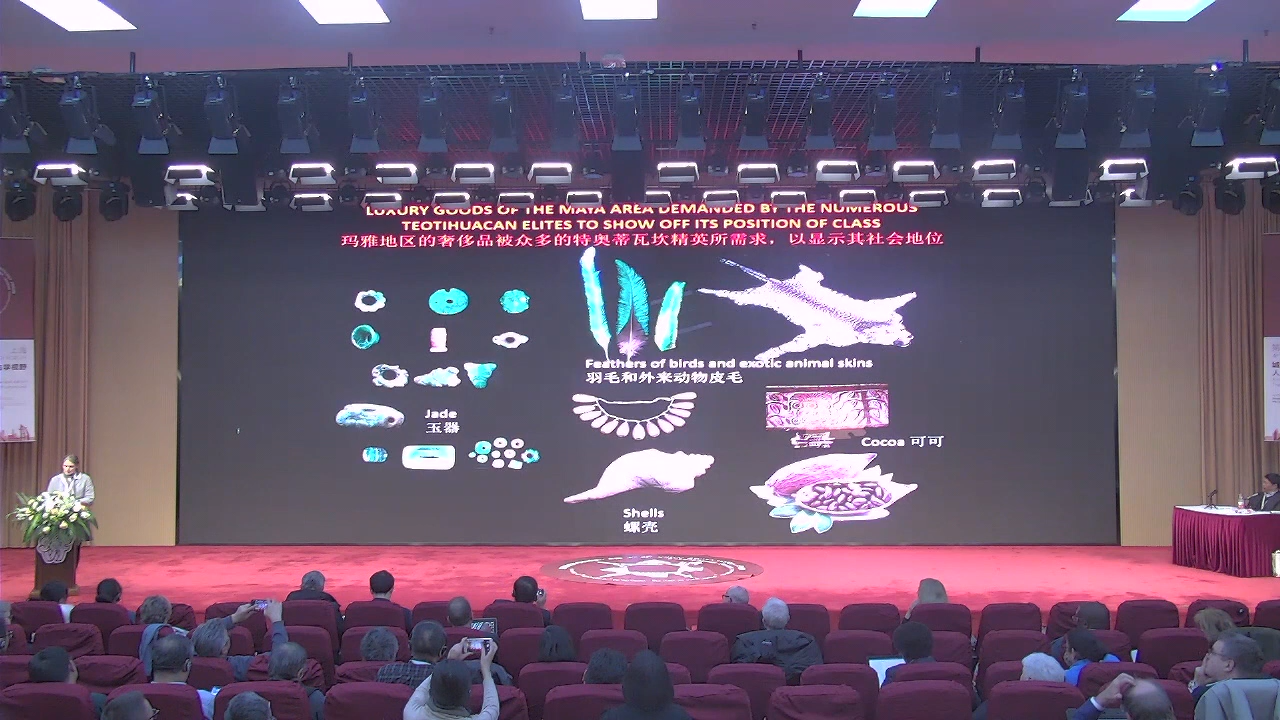 LUXURY GOODS OF THE MAYA AREA DEMANDED BY THE NUMEROUS
TEOTIHUACAN ELITES TO SHOW OFF ITS POSITION OF CLASS
玛雅地区的奢侈品被众多的特奥蒂瓦坎精英所需求，以显示其社会地位
Feathers of birds and exotic animal skins
羽毛和外来动物皮毛
Jade
玉器
Cocoa 可可
Shells
螺壳